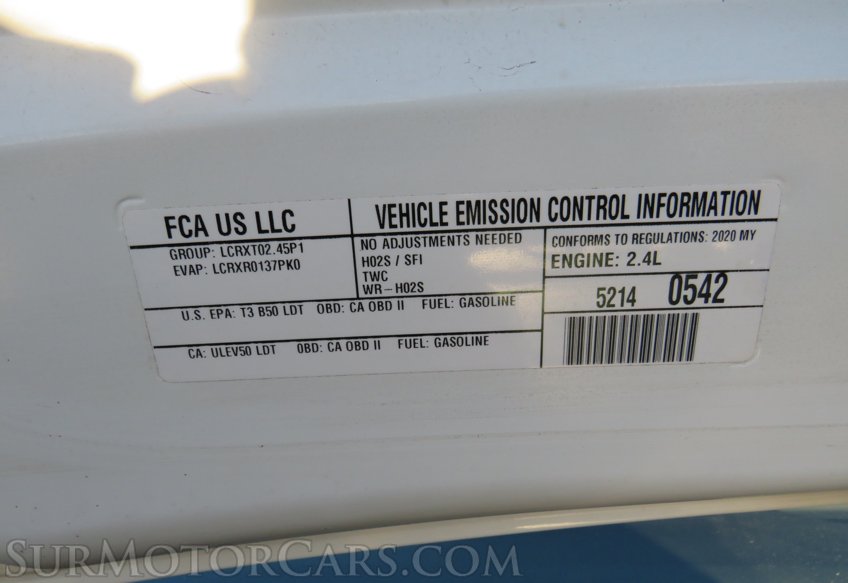 FCA US LLC
VEHICLE EMISSION CONTROL INFORMATION
GROUP: LCRXT02.45P1
EVAP: LCRXR0137PK0
NO ADJUSTMENTS NEEDED
H02S / SFI
TWC
WR-H02S
CONFORMS TO REGULATIONS: 2020 MY
ENGINE: 2.4L
5214 0542
U.S. EPA: T3 B50 LDT OBD: CA OBD II FUEL: GASOLINE
CA: ULEV50 LDT OBD: CA OBD II FUEL: GASOLINE
SurMotorCars.com